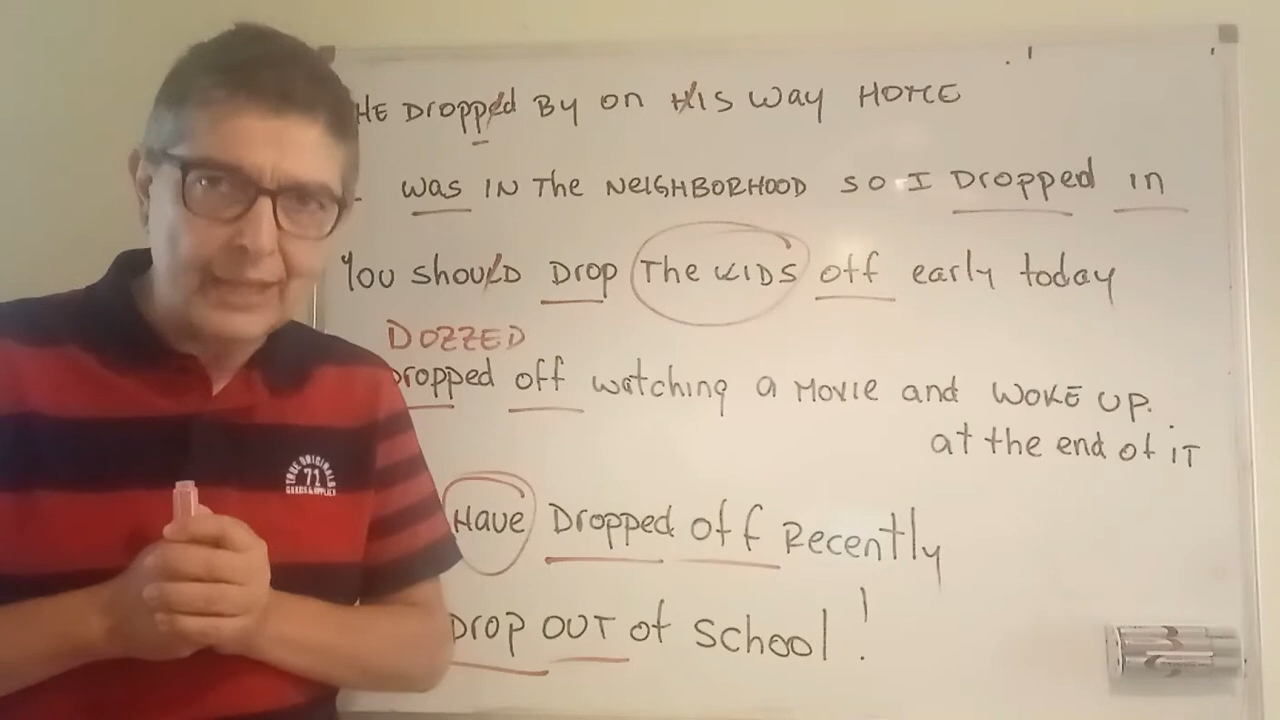 HE Dropped BY on HIS way HOME
was IN The NEIGHBORHOOD so I Dropped in
You should Drop The KIDS off early today
DOZZED
Dropped off watching a Movie and WOKE UP.
at the end of iT
Have Dropped off Recently
Drop OUT of school!
TRUE ORIGINALS
71